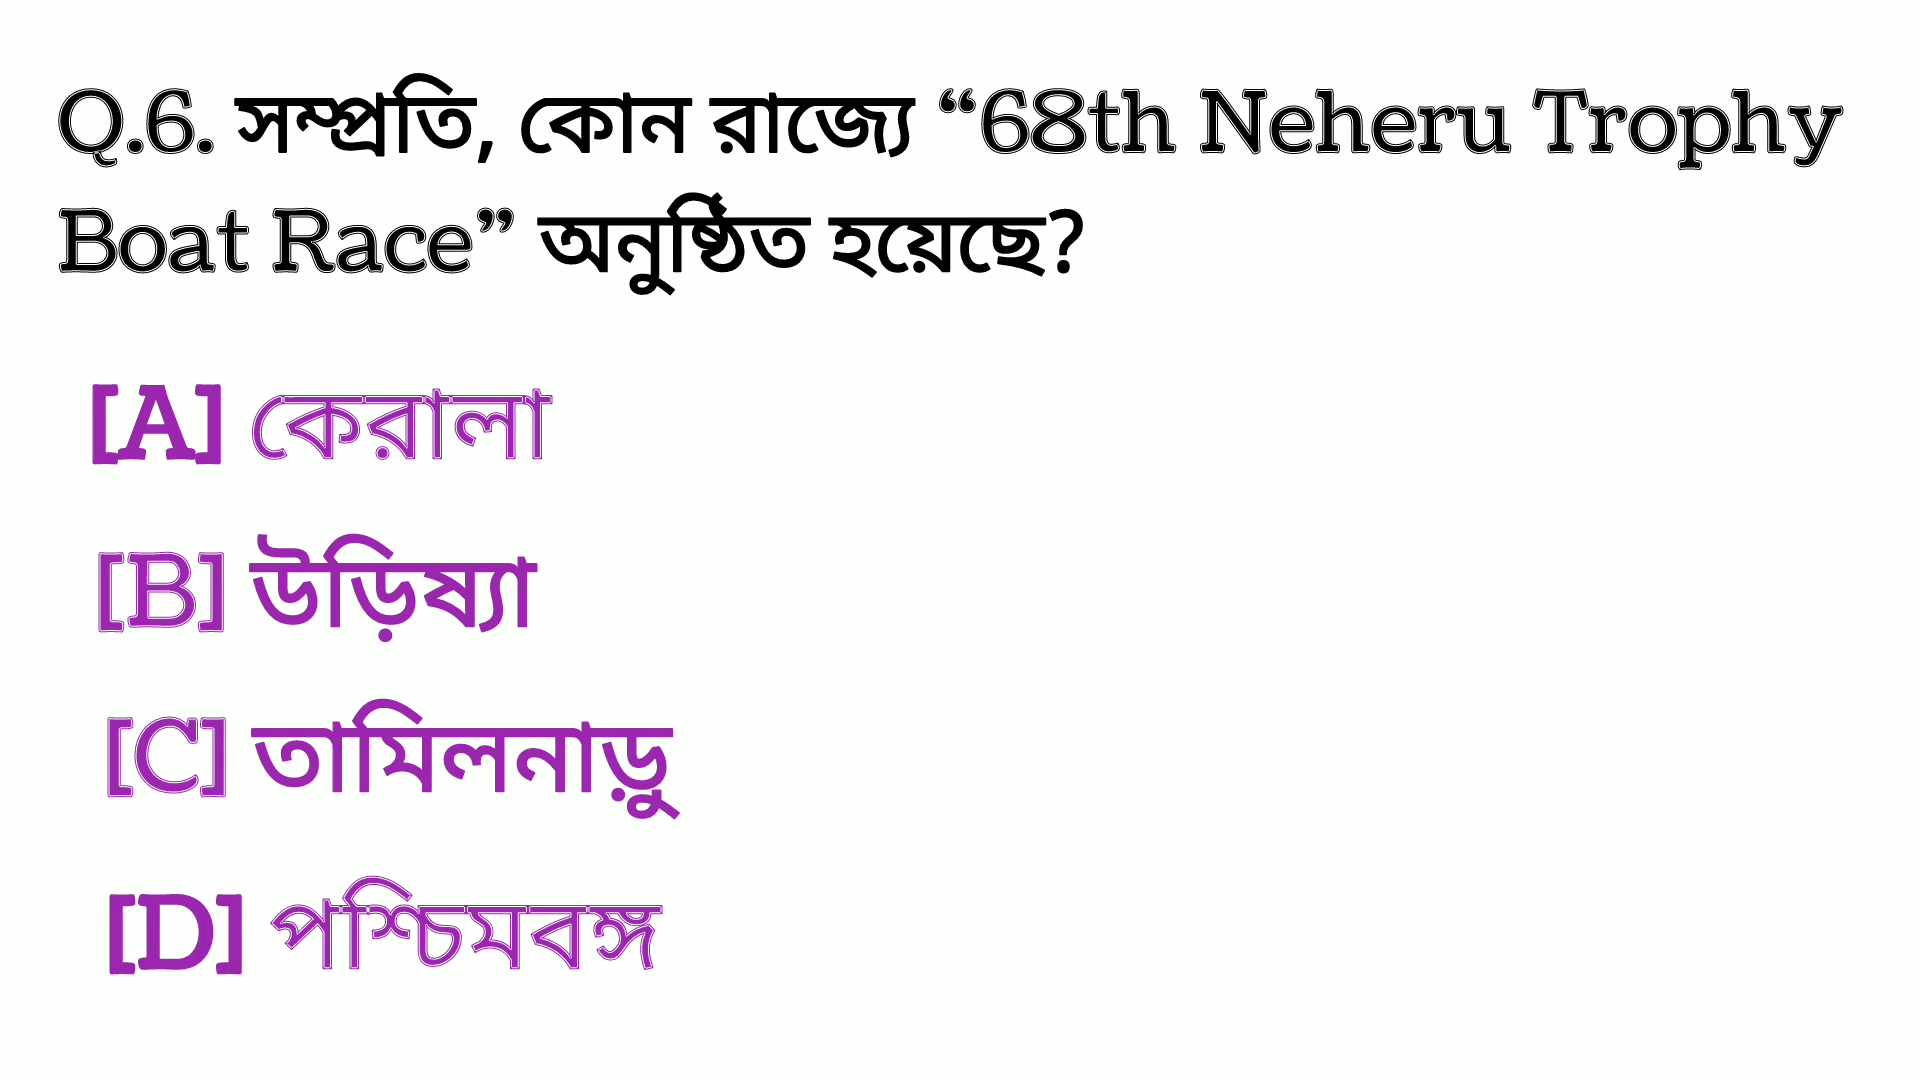 Q.6. সম্প্রতি, কোন রাজ্যে “68th Neheru Trophy
Boat Race” অনুষ্ঠিত হয়েছে?
[A] কেরালা
[B] উড়িষ্যা
[C] তামিলনাড়ু
[D] পশ্চিমবঙ্গ